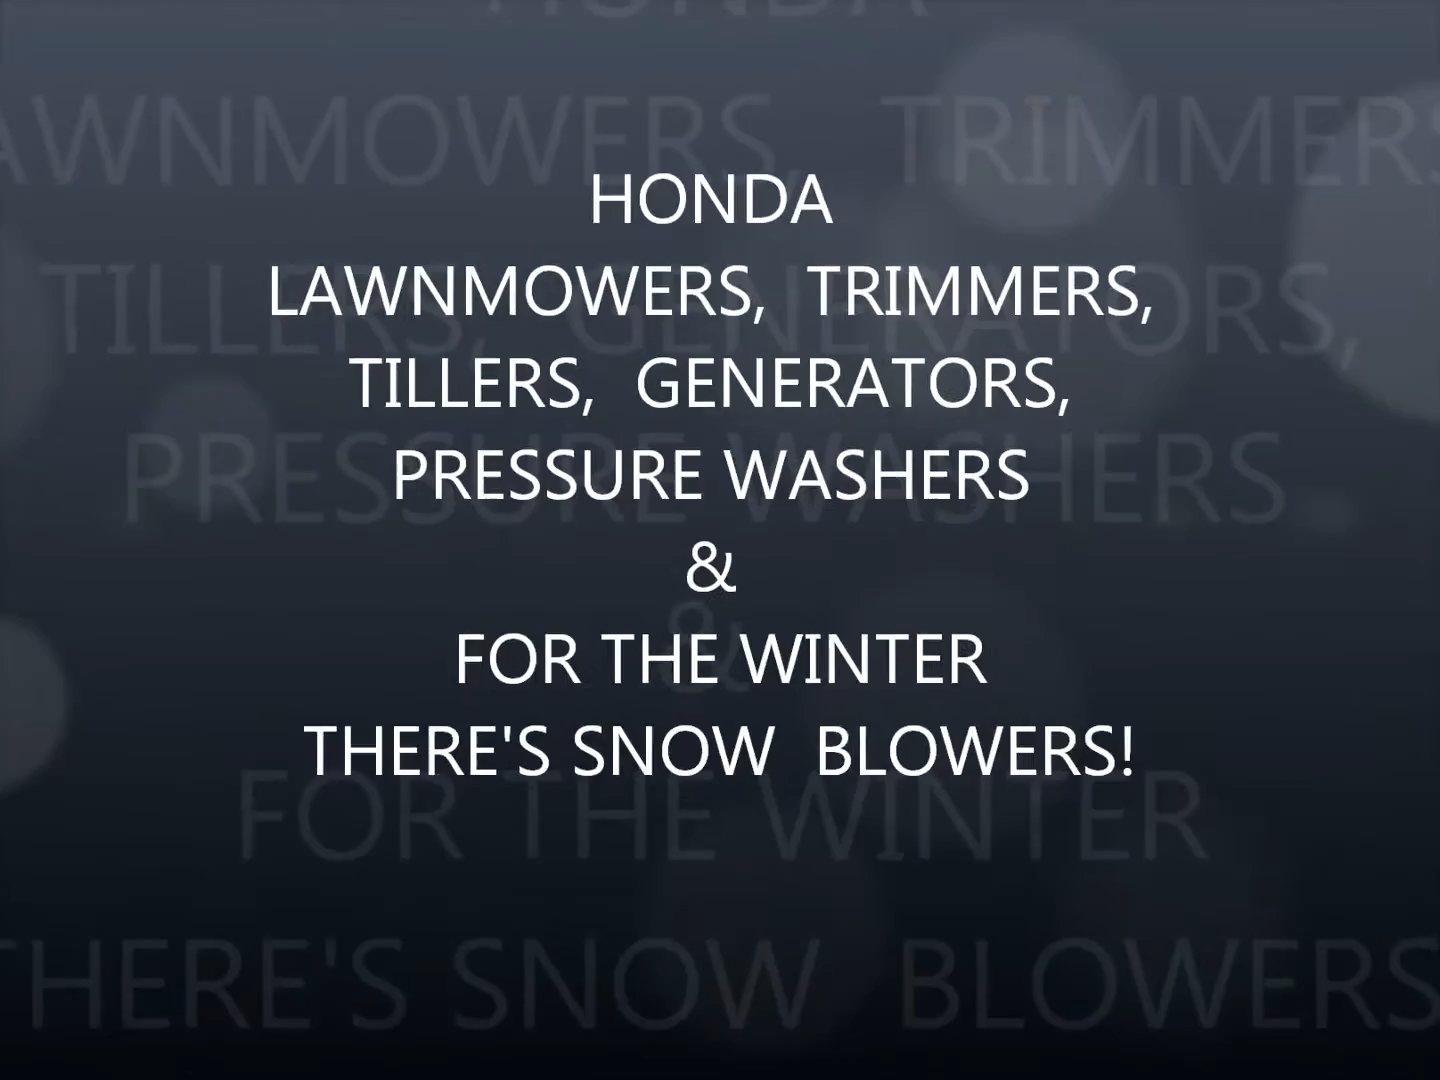 HONDA
LAWNMOWERS,  TRIMMERS,
TILLERS,  GENERATORS,
PRESSURE WASHERS
&
FOR THE WINTER
THERE'S SNOW  BLOWERS!